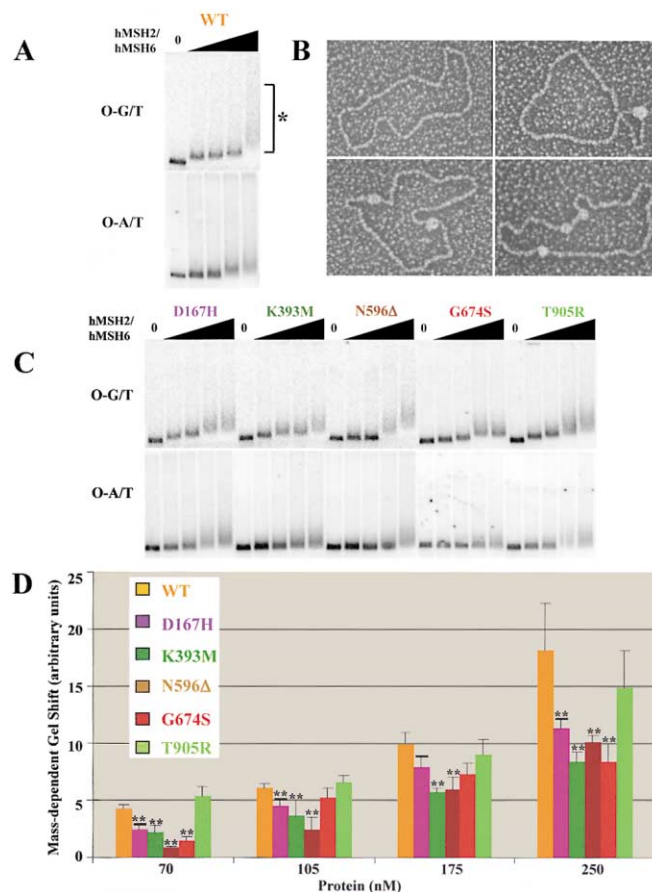 A
hMSH2/
hMSH6
WT
0
O-G/T
*
O-A/T
B
C
hMSH2/
hMSH6
D167H K393M N596Δ G674S T905R
0 0 0 0 0
O-G/T
O-A/T
D
Mass-dependent Gel Shift (arbitrary units)
25
20
15
10
5
0
WT
D167H
K393M
N596Δ
G674S
T905R
** ** ** **
** ** **
** **
** ** ** **
70 105 175 250
Protein (nM)